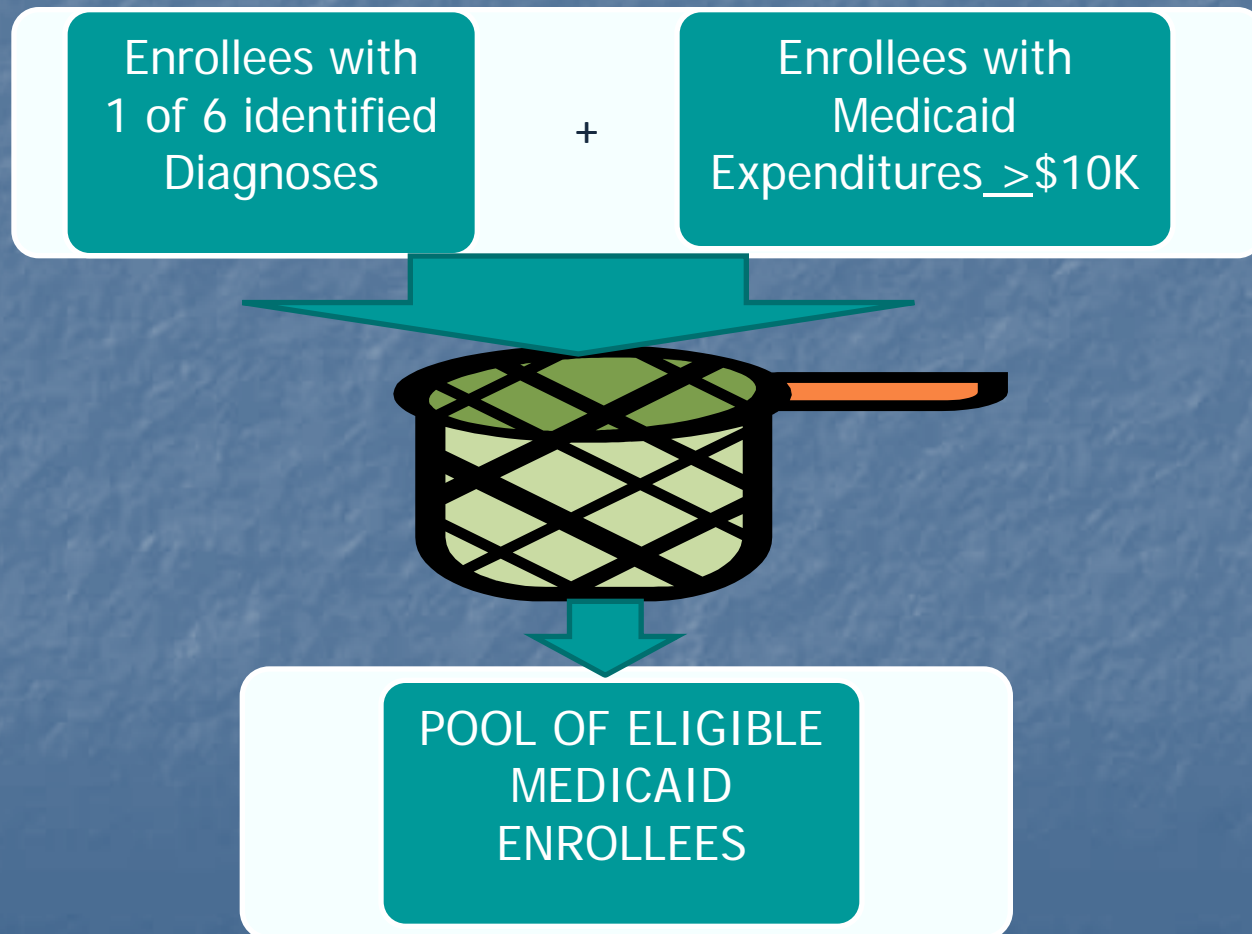 Enrollees with
1 of 6 identified
Diagnoses
+
Enrollees with
Medicaid
Expenditures >$10K
POOL OF ELIGIBLE
MEDICAID
ENROLLEES